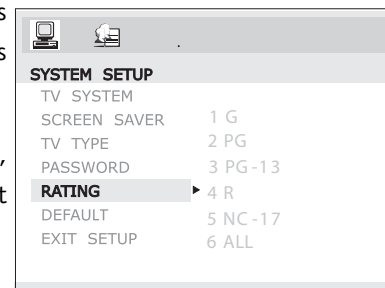 s
s
SYSTEM SETUP
TV SYSTEM
SCREEN SAVER
TV TYPE
PASSWORD
RATING
DEFAULT
EXIT SETUP
1 G
2 PG
3 PG-13
4 R
5 NC-17
6 ALL
,
t